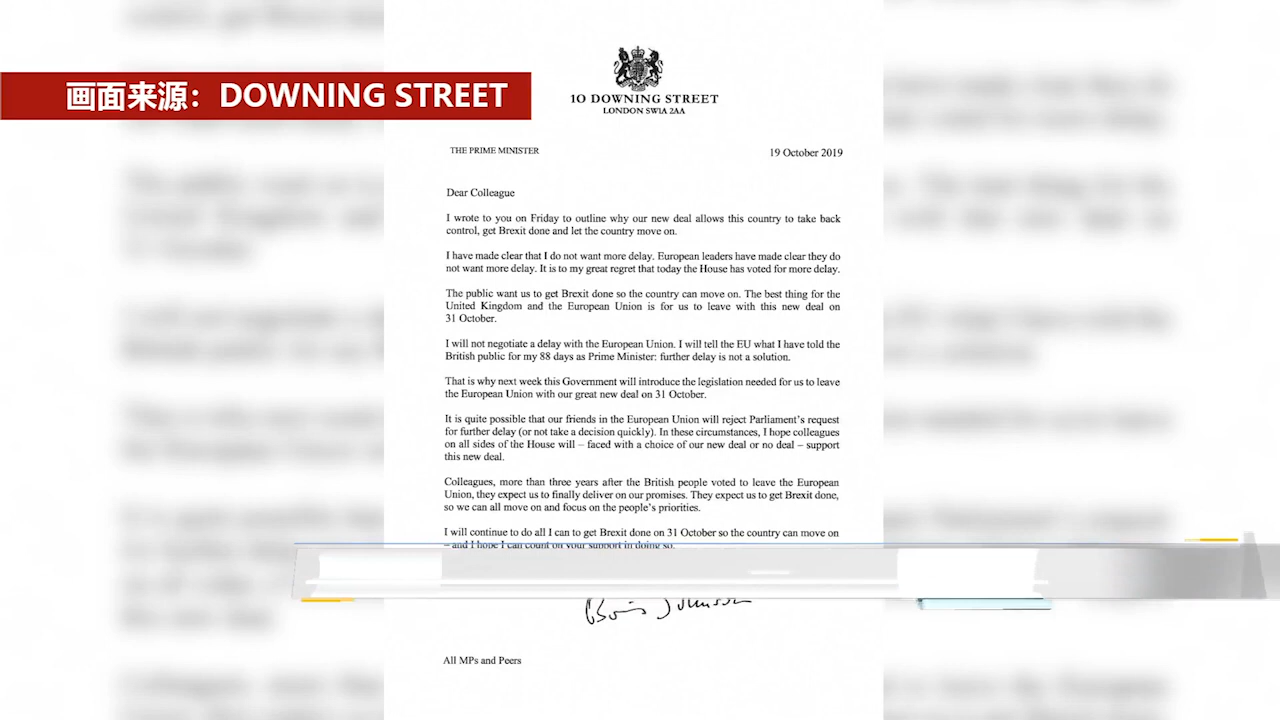 画面来源：DOWNING STREET
10 DOWNING STREET
LONDON SW1A 2AA
THE PRIME MINISTER
19 October 2019
Dear Colleague
I wrote to you on Friday to outline why our new deal allows this country to take back
control, get Brexit done and let the country move on.
I have made clear that I do not want more delay. European leaders have made clear they do
not want more delay. It is to my great regret that today the House has voted for more delay.
The public want us to get Brexit done so the country can move on. The best thing for the
United Kingdom and the European Union is for us to leave with this new deal on
31 October.
I will not negotiate a delay with the European Union. I will tell the EU what I have told the
British public for my 88 days as Prime Minister: further delay is not a solution.
That is why next week this Government will introduce the legislation needed for us to leave
the European Union with our great new deal on 31 October.
It is quite possible that our friends in the European Union will reject Parliament's request
for further delay (or not take a decision quickly). In these circumstances, I hope colleagues
on all sides of the House will – faced with a choice of our new deal or no deal – support
this new deal.
Colleagues, more than three years after the British people voted to leave the European
Union, they expect us to finally deliver on our promises. They expect us to get Brexit done,
so we can all move on and focus on the people's priorities.
I will continue to do all I can to get Brexit done on 31 October so the country can move on
– and I hope I can count on your support in doing so.
Boris Johnson
All MPs and Peers